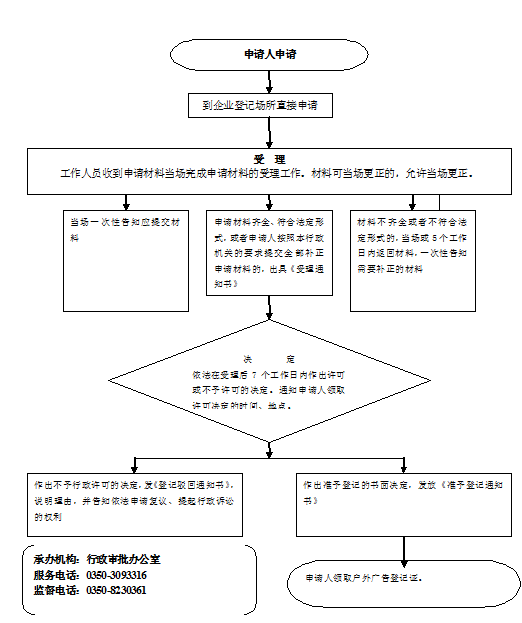 申请人申请
到企业登记场所直接申请
受 理
工作人员收到申请材料当场完成申请材料的受理工作。材料可当场更正的，允许当场更正。
当场一次性告知应提交材
料
申请材料齐全、符合法定形
式，或者申请人按照本行政
机关的要求提交全部补正
申请材料的，出具《受理通
知书》
材料不齐全或者不符合法
定形式的，当场或5个工作
日内返回材料，一次性告知
需要补正的材料
决 定
依法在受理后 7 个工作日内作出许可
或不予许可的决定。通知申请人领取
许可决定的时间、地点。
作出不予行政许可的决定，发《登记驳回通知书》，
说明理由，并告知依法申请复议、提起行政诉讼
的权利
作出准予登记的书面决定，发放《准予登记通知
书》
承办机构：行政审批办公室
服务电话：0350-3093316
监督电话：0350-8230361
申请人领取户外广告登记证。